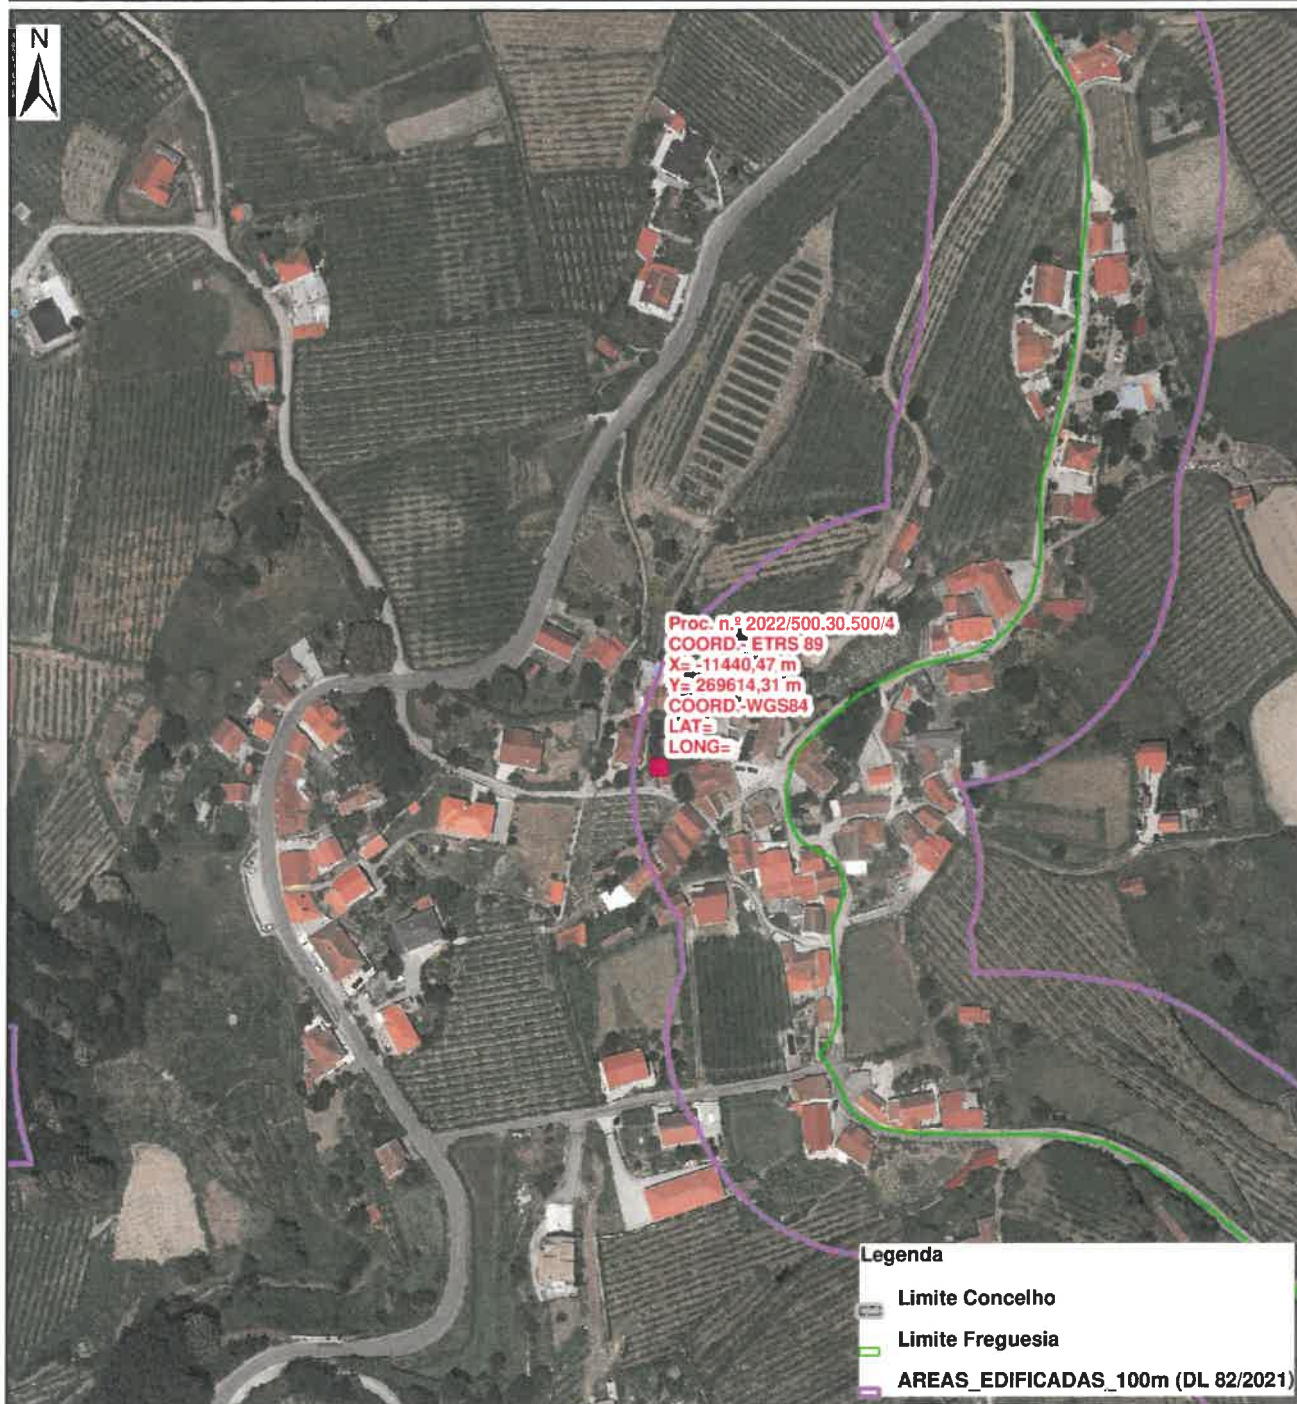 N
Proc. n.º 2022/500.30.500/4
COORD.- ETRS 89
X= -11440,47 m
Y= 269614,31 m
COORD.-WGS84
LAT=
LONG=
Legenda
Limite Concelho
Limite Freguesia
AREAS_EDIFICADAS_100m (DL 82/2021)